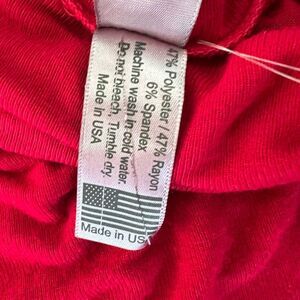 47% Polyester / 47% Rayon
6% Spandex
Machine wash in cold water.
Do not bleach, Tumble dry.
Made in USA
Made in US